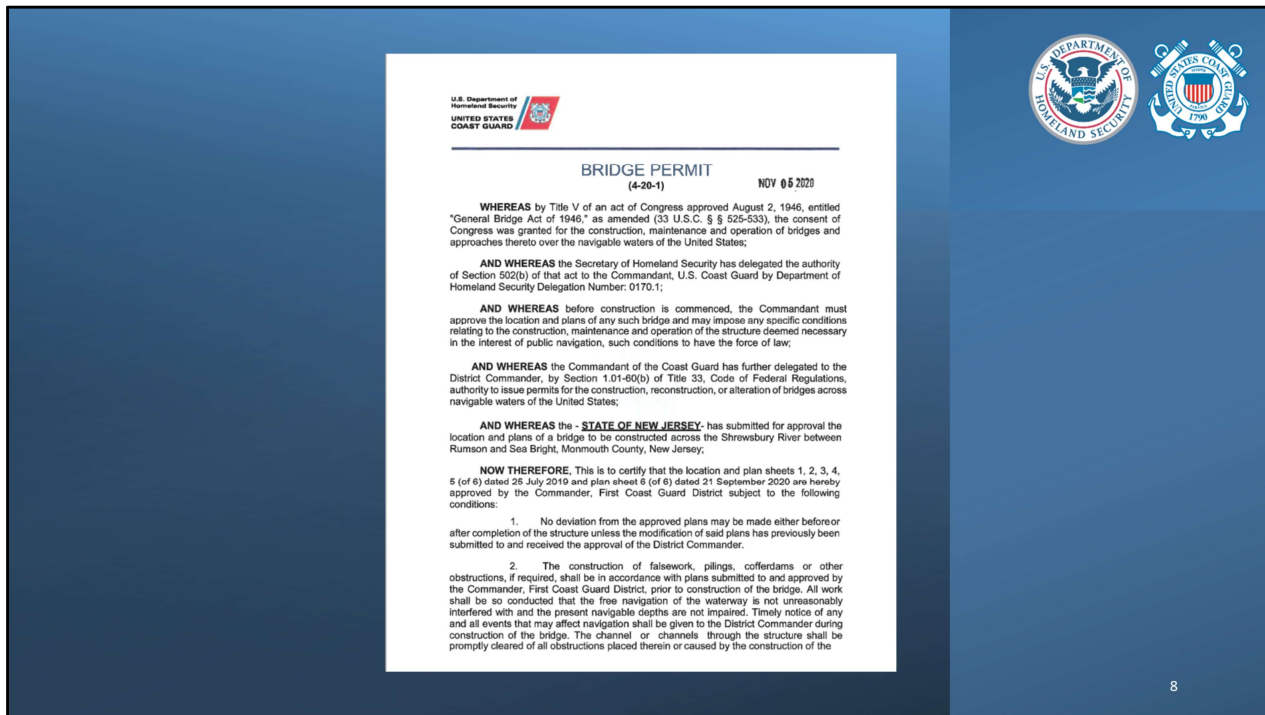 U.S. DEPARTMENT OF
HOMELAND SECURITY
UNITED STATES COAST GUARD
1790
U.S. Department of
Homeland Security
UNITED STATES
COAST GUARD
BRIDGE PERMIT
(4-20-1)
NOV 05 2020
WHEREAS by Title V of an act of Congress approved August 2, 1946, entitled
"General Bridge Act of 1946," as amended (33 U.S.C. § § 525-533), the consent of
Congress was granted for the construction, maintenance and operation of bridges and
approaches thereto over the navigable waters of the United States;
AND WHEREAS the Secretary of Homeland Security has delegated the authority
of Section 502(b) of that act to the Commandant, U.S. Coast Guard by Department of
Homeland Security Delegation Number: 0170.1;
AND WHEREAS before construction is commenced, the Commandant must
approve the location and plans of any such bridge and may impose any specific conditions
relating to the construction, maintenance and operation of the structure deemed necessary
in the interest of public navigation, such conditions to have the force of law;
AND WHEREAS the Commandant of the Coast Guard has further delegated to the
District Commander, by Section 1.01-60(b) of Title 33, Code of Federal Regulations,
authority to issue permits for the construction, reconstruction, or alteration of bridges across
navigable waters of the United States;
AND WHEREAS the - STATE OF NEW JERSEY- has submitted for approval the
location and plans of a bridge to be constructed across the Shrewsbury River between
Rumson and Sea Bright, Monmouth County, New Jersey;
NOW THEREFORE, This is to certify that the location and plan sheets 1, 2, 3, 4,
5 (of 6) dated 25 July 2019 and plan sheet 6 (of 6) dated 21 September 2020 are hereby
approved by the Commander, First Coast Guard District subject to the following
conditions:
1. No deviation from the approved plans may be made either beforeor
after completion of the structure unless the modification of said plans has previously been
submitted to and received the approval of the District Commander.
2. The construction of falsework, pilings, cofferdams or other
obstructions, if required, shall be in accordance with plans submitted to and approved by
the Commander, First Coast Guard District, prior to construction of the bridge. All work
shall be so conducted that the free navigation of the waterway is not unreasonably
interfered with and the present navigable depths are not impaired. Timely notice of any
and all events that may affect navigation shall be given to the District Commander during
construction of the bridge. The channel or channels through the structure shall be
promptly cleared of all obstructions placed therein or caused by the construction of the
8